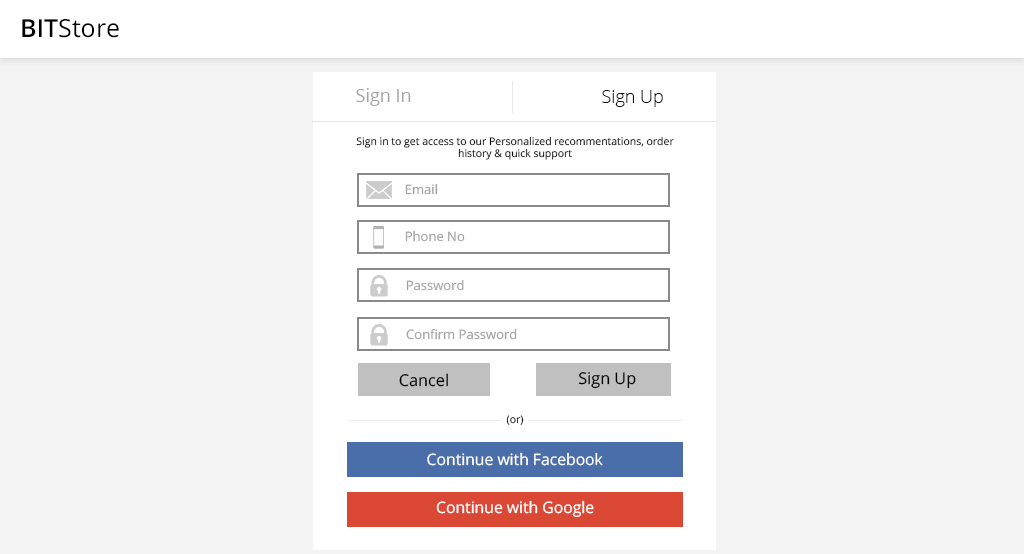 BITStore
Sign In
Sign Up
Sign in to get access to our Personalized recommentations, order
history & quick support
Email
Phone No
Password
Confirm Password
Cancel
Sign Up
(or)
Continue with Facebook
Continue with Google